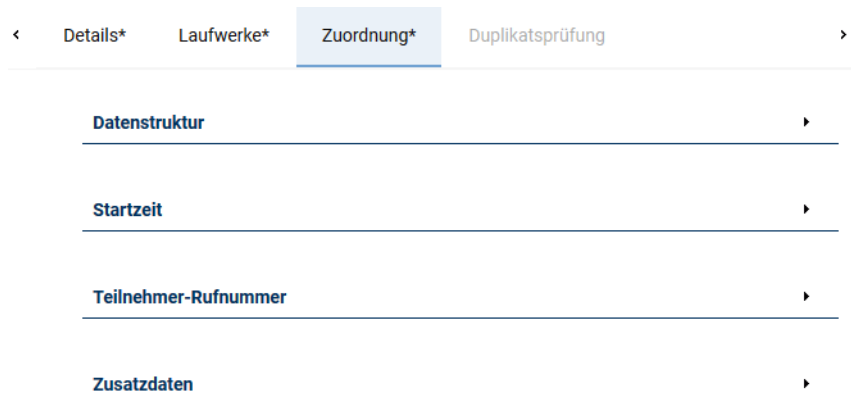 Details* Laufwerke* Zuordnung* Duplikatsprüfung
Datenstruktur
Startzeit
Teilnehmer-Rufnummer
Zusatzdaten